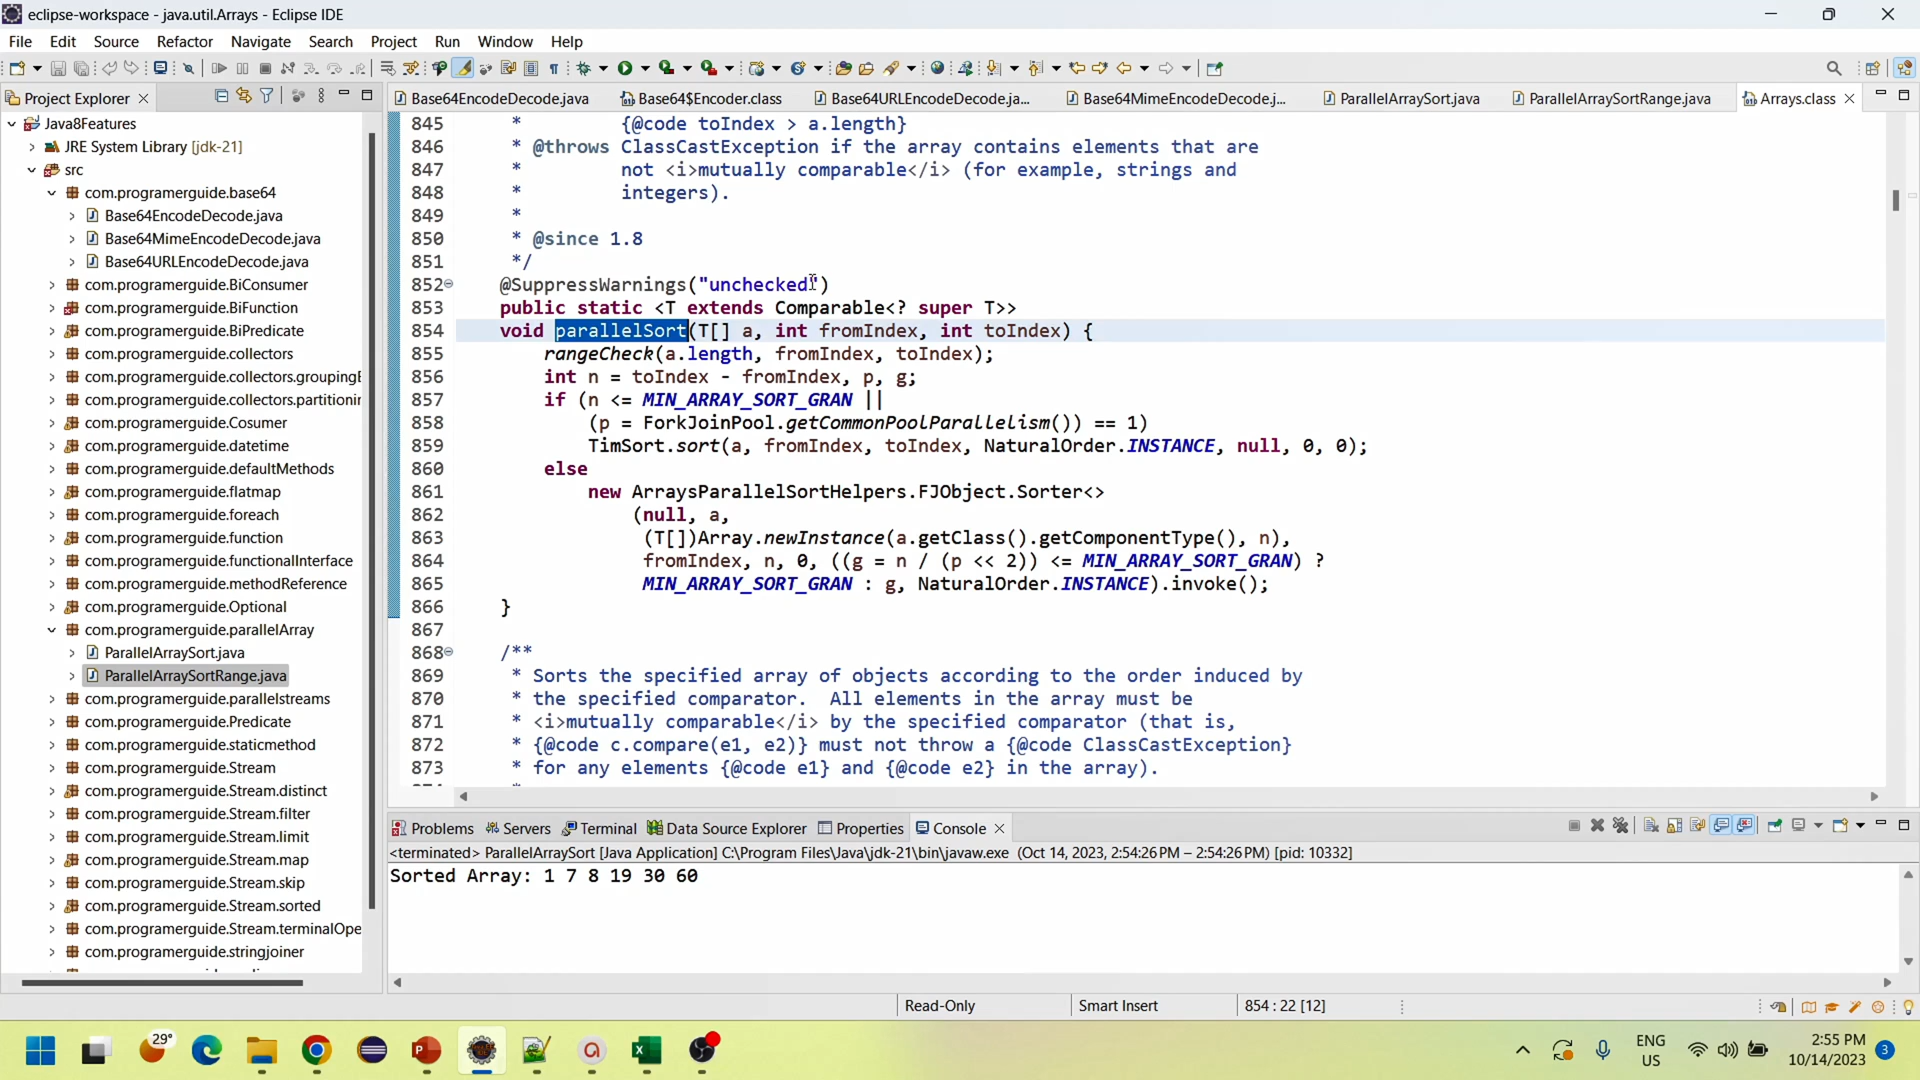 eclipse-workspace - java.util.Arrays - Eclipse IDE
File Edit Source Refactor Navigate Search Project Run Window Help
Project Explorer
Base64EncodeDecode.java Base64$Encoder.class Base64URLEncodeDecode.ja... Base64MimeEncodeDecode.j... ParallelArraySort.java ParallelArraySortRange.java Arrays.class
Java8Features
JRE System Library [jdk-21]
src
com.programerguide.base64
Base64EncodeDecode.java
Base64MimeEncodeDecode.java
Base64URLEncodeDecode.java
com.programerguide.BiConsumer
com.programerguide.BiFunction
com.programerguide.BiPredicate
com.programerguide.collectors
com.programerguide.collectors.groupingB
com.programerguide.collectors.partitionin
com.programerguide.Cosumer
com.programerguide.datetime
com.programerguide.defaultMethods
com.programerguide.flatmap
com.programerguide.foreach
com.programerguide.function
com.programerguide.functionalInterface
com.programerguide.methodReference
com.programerguide.Optional
com.programerguide.parallelArray
ParallelArraySort.java
ParallelArraySortRange.java
com.programerguide.parallelstreams
com.programerguide.Predicate
com.programerguide.staticmethod
com.programerguide.Stream
com.programerguide.Stream.distinct
com.programerguide.Stream.filter
com.programerguide.Stream.limit
com.programerguide.Stream.map
com.programerguide.Stream.skip
com.programerguide.Stream.sorted
com.programerguide.Stream.terminalOpe
com.programerguide.stringjoiner
845 * {@code toIndex > a.length}
846 * @throws ClassCastException if the array contains elements that are
847 * not <i>mutually comparable</i> (for example, strings and
848 * integers).
849 *
850 * @since 1.8
851 */
852 @SuppressWarnings("unchecked")
853 public static <T extends Comparable<? super T>>
854 void parallelSort(T[] a, int fromIndex, int toIndex) {
855 rangeCheck(a.length, fromIndex, toIndex);
856 int n = toIndex - fromIndex, p, g;
857 if (n <= MIN_ARRAY_SORT_GRAN ||
858 (p = ForkJoinPool.getCommonPoolParallelism()) == 1)
859 TimSort.sort(a, fromIndex, toIndex, NaturalOrder.INSTANCE, null, 0, 0);
860 else
861 new ArraysParallelSortHelpers.FJObject.Sorter<>
862 (null, a,
863 (T[])Array.newInstance(a.getClass().getComponentType(), n),
864 fromIndex, n, 0, ((g = n / (p << 2)) <= MIN_ARRAY_SORT_GRAN) ?
865 MIN_ARRAY_SORT_GRAN : g, NaturalOrder.INSTANCE).invoke();
866 }
867
868 /**
869 * Sorts the specified array of objects according to the order induced by
870 * the specified comparator. All elements in the array must be
871 * <i>mutually comparable</i> by the specified comparator (that is,
872 * {@code c.compare(e1, e2)} must not throw a {@code ClassCastException}
873 * for any elements {@code e1} and {@code e2} in the array).
Problems Servers Terminal Data Source Explorer Properties Console
<terminated> ParallelArraySort [Java Application] C:\Program Files\Java\jdk-21\bin\javaw.exe (Oct 14, 2023, 2:54:26 PM – 2:54:26 PM) [pid: 10332]
Sorted Array: 1 7 8 19 30 60
Read-Only Smart Insert 854 : 22 [12]
29°
ENG
US
2:55 PM
10/14/2023
3